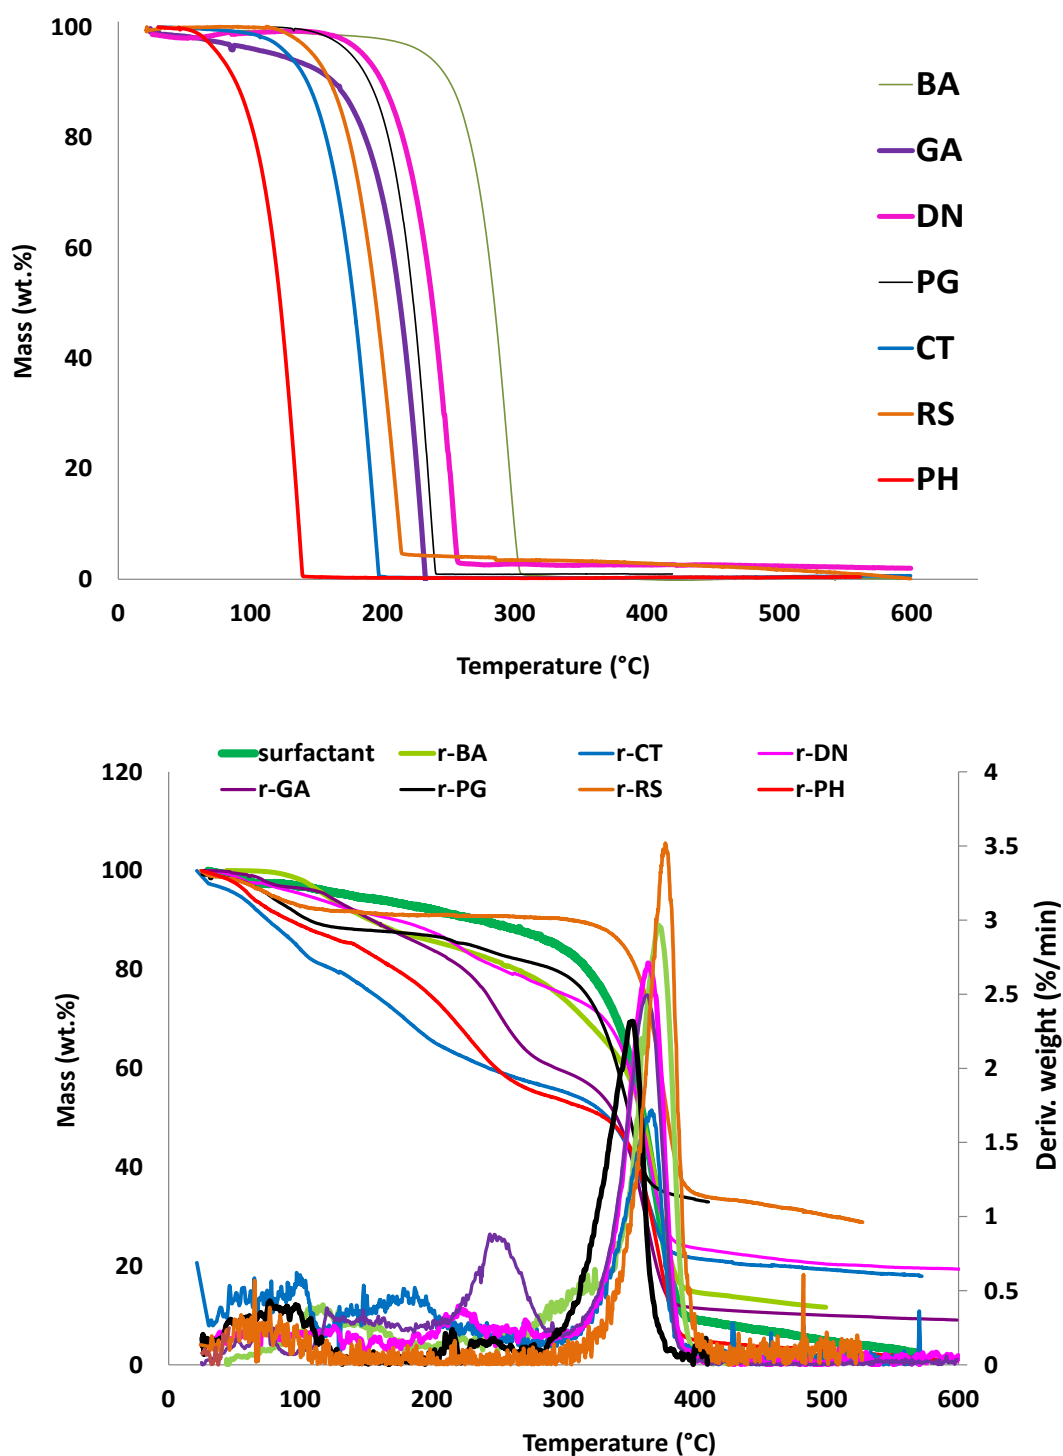 100
80
60
40
20
0
Mass (wt.%)
BA
GA
DN
PG
CT
RS
PH
0 100 200 300 400 500 600
Temperature (°C)
surfactant r-BA r-CT r-DN
r-GA r-PG r-RS r-PH
120
100
80
60
40
20
0
Mass (wt.%)
4
3.5
3
2.5
2
1.5
1
0.5
0
Deriv. weight (%/min)
0 100 200 300 400 500 600
Temperature (°C)